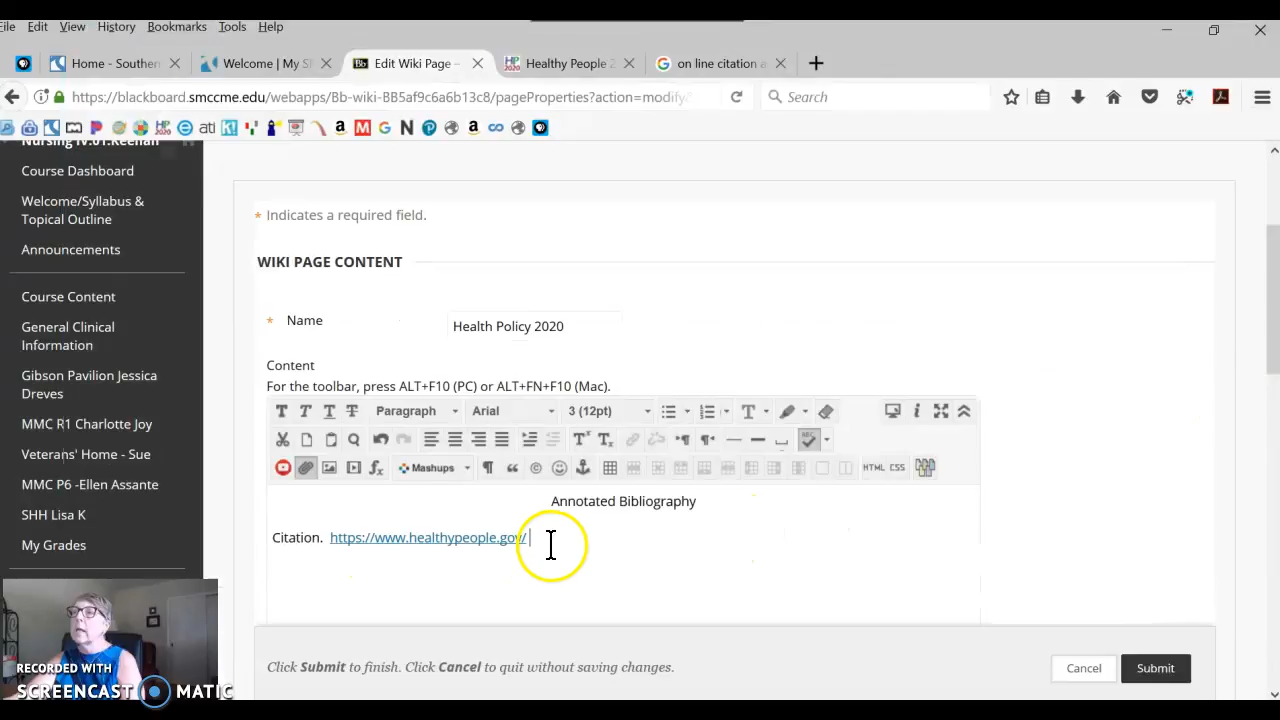 File Edit View History Bookmarks Tools Help
Home - Southern
Welcome | My S
Edit Wiki Page –
Healthy People 2
on line citation a
https://blackboard.smccme.edu/webapps/Bb-wiki-BB5af9c6a6b13c8/pageProperties?action=modify&
Search
Nursing IV.01.Keenan
Course Dashboard
Welcome/Syllabus &
Topical Outline
Announcements
Course Content
General Clinical
Information
Gibson Pavilion Jessica
Dreves
MMC R1 Charlotte Joy
Veterans' Home - Sue
MMC P6 -Ellen Assante
SHH Lisa K
My Grades
* Indicates a required field.
WIKI PAGE CONTENT
* Name
Health Policy 2020
Content
For the toolbar, press ALT+F10 (PC) or ALT+FN+F10 (Mac).
T T T T Paragraph Arial 3 (12pt)
Mashups HTML CSS
Annotated Bibliography
Citation. https://www.healthypeople.gov/
Click Submit to finish. Click Cancel to quit without saving changes.
Cancel Submit
RECORDED WITH
SCREENCAST MATIC